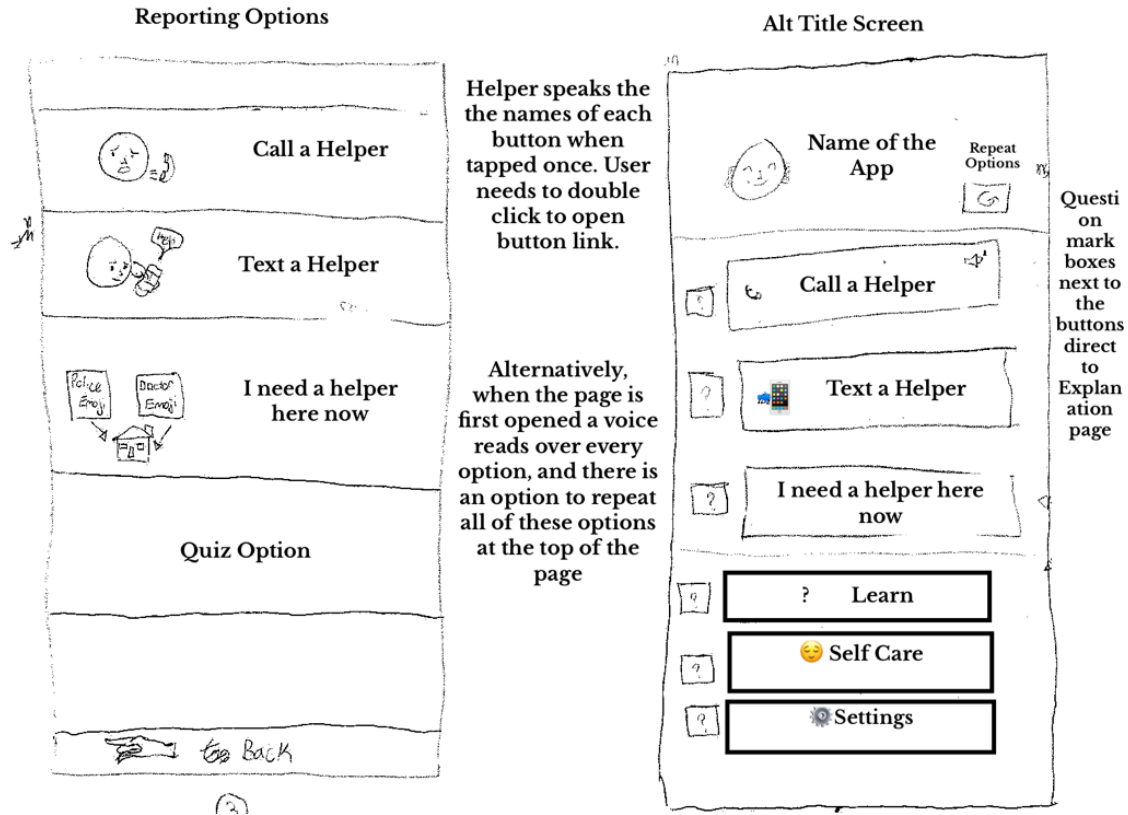 Reporting Options
Call a Helper
Help
Text a Helper
Police
Emoji
Doctor
Emoji
I need a helper
here now
Quiz Option
Back
3
Helper speaks the
the names of each
button when
tapped once. User
needs to double
click to open
button link.
Alternatively,
when the page is
first opened a voice
reads over every
option, and there is
an option to repeat
all of these options
at the top of the
page
Alt Title Screen
Name of the
App
Repeat
Options
? Call a Helper
? Text a Helper
? I need a helper here
now
? ? Learn
? Self Care
? Settings
Questi
on
mark
boxes
next to
the
buttons
direct
to
Explan
ation
page